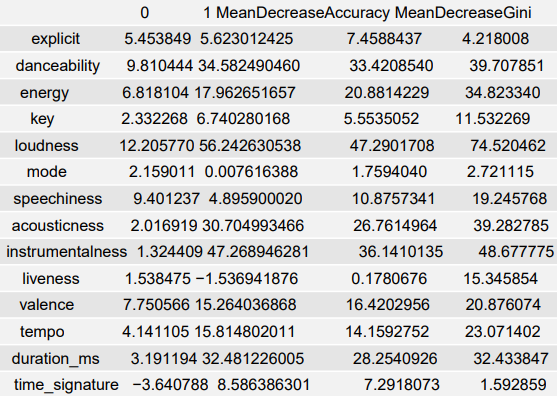 0 1 MeanDecreaseAccuracy MeanDecreaseGini
explicit 5.453849 5.623012425 7.4588437 4.218008
danceability 9.810444 34.582490460 33.4208540 39.707851
energy 6.818104 17.962651657 20.8814229 34.823340
key 2.332268 6.740280168 5.5535052 11.532269
loudness 12.205770 56.242630538 47.2901708 74.520462
mode 2.159011 0.007616388 1.7594040 2.721115
speechiness 9.401237 4.895900020 10.8757341 19.245768
acousticness 2.016919 30.704993466 26.7614964 39.282785
instrumentalness 1.324409 47.268946281 36.1410135 48.677775
liveness 1.538475 −1.536941876 0.1780676 15.345854
valence 7.750566 15.264036868 16.4202956 20.876074
tempo 4.141105 15.814802011 14.1592752 23.071402
duration_ms 3.191194 32.481226005 28.2540926 32.433847
time_signature −3.640788 8.586386301 7.2918073 1.592859